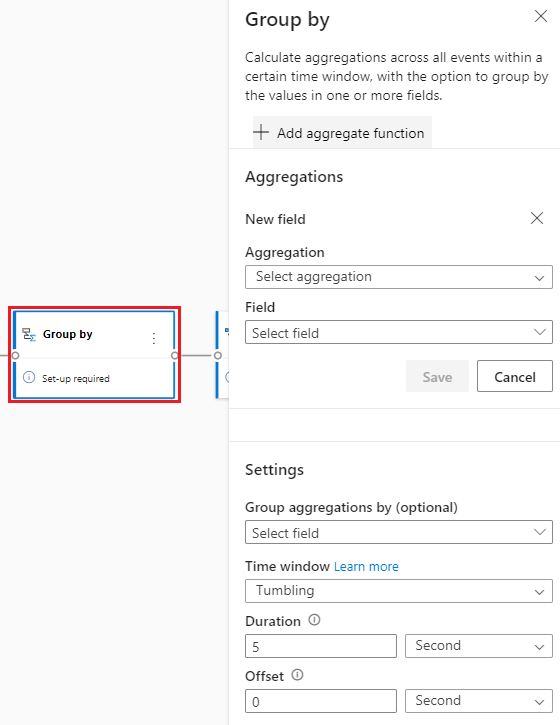 Group by
Calculate aggregations across all events within a
certain time window, with the option to group by
the values in one or more fields.
Add aggregate function
Aggregations
New field
Aggregation
Select aggregation
Field
Select field
Save
Cancel
Group by
Set-up required
Settings
Group aggregations by (optional)
Select field
Time window Learn more
Tumbling
Duration
5
Second
Offset
0
Second